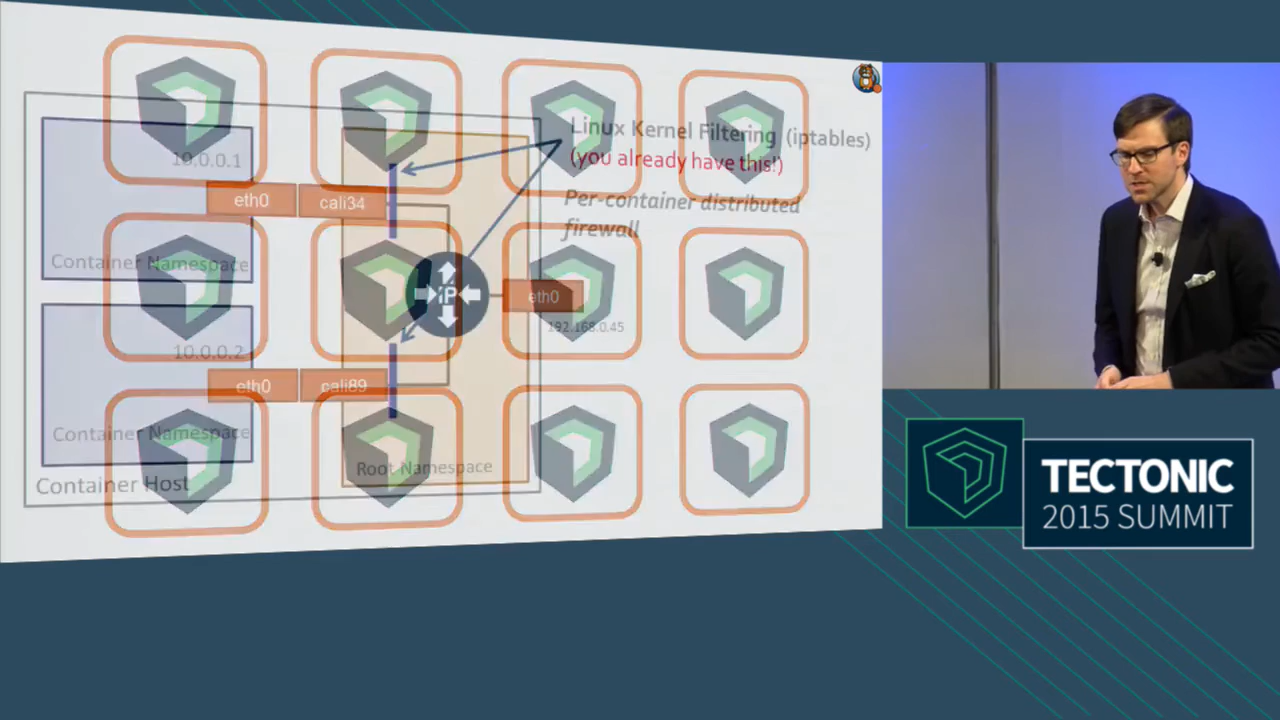 Linux Kernel Filtering (iptables)
(you already have this!)
10.0.0.1
eth0
cali34
Per-container distributed
firewall
Container Namespace
IP
eth0
192.168.0.45
10.0.0.2
eth0
cali89
Container Namespace
Root Namespace
Container Host
TECTONIC
2015 SUMMIT